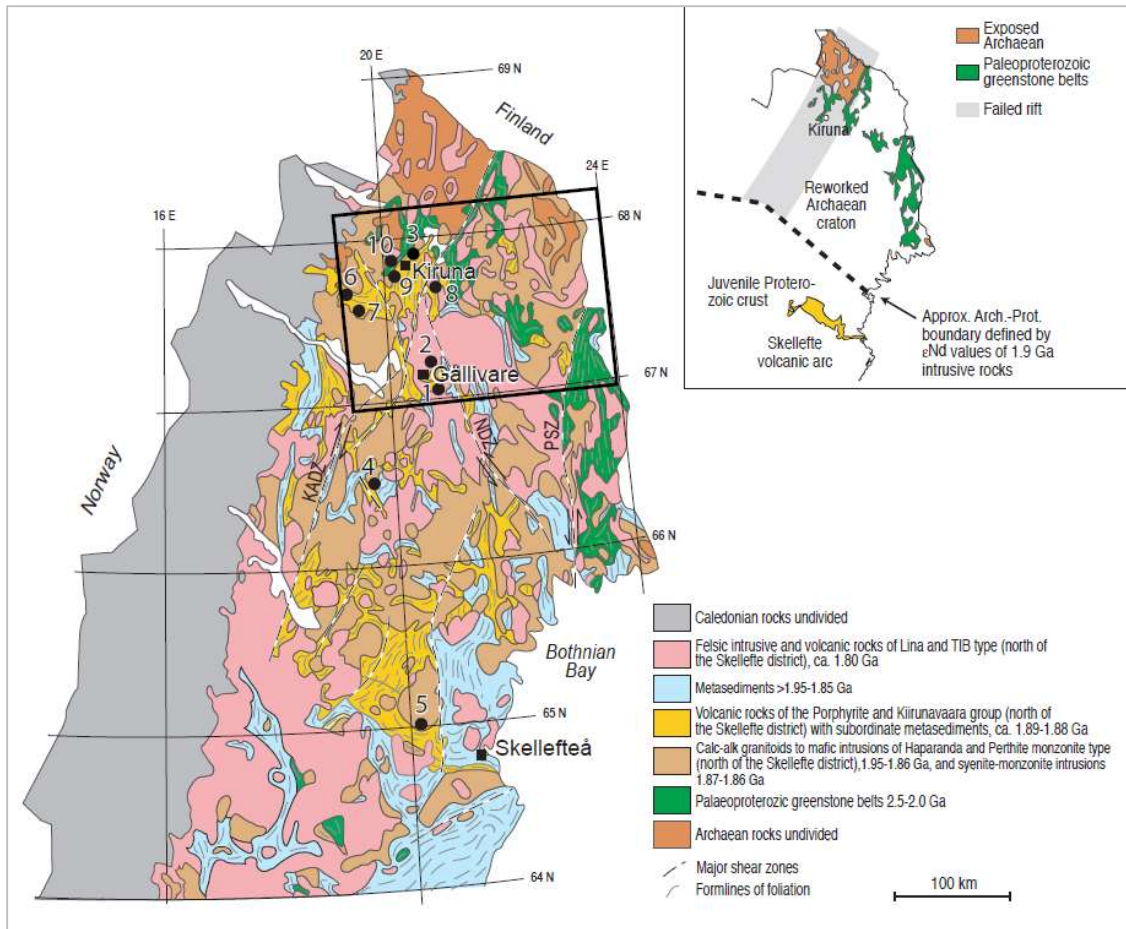 20 E
69 N
Finland
24 E
16 E
68 N
3
10
Kiruna
6
9
8
7
2
Gällivare
67 N
1
KADZ
NDZ
PSZ
4
Norway
66 N
Bothnian
Bay
5
65 N
Skellefteå
64 N
Exposed
Archaean
Paleoproterozoic
greenstone belts
Failed rift
Kiruna
Reworked
Archaean
craton
Juvenile Protero-
zoic crust
Skellefte
volcanic arc
Approx. Arch.-Prot.
boundary defined by
εNd values of 1.9 Ga
intrusive rocks
Caledonian rocks undivided
Felsic intrusive and volcanic rocks of Lina and TIB type (north of
the Skellefte district), ca. 1.80 Ga
Metasediments >1.95-1.85 Ga
Volcanic rocks of the Porphyrite and Kiirunavaara group (north of
the Skellefte district) with subordinate metasediments, ca. 1.89-1.88 Ga
Calc-alk granitoids to mafic intrusions of Haparanda and Perthite monzonite type
(north of the Skellefte district),1.95-1.86 Ga, and syenite-monzonite intrusions
1.87-1.86 Ga
Palaeoproterozic greenstone belts 2.5-2.0 Ga
Archaean rocks undivided
Major shear zones
Formlines of foliation
100 km